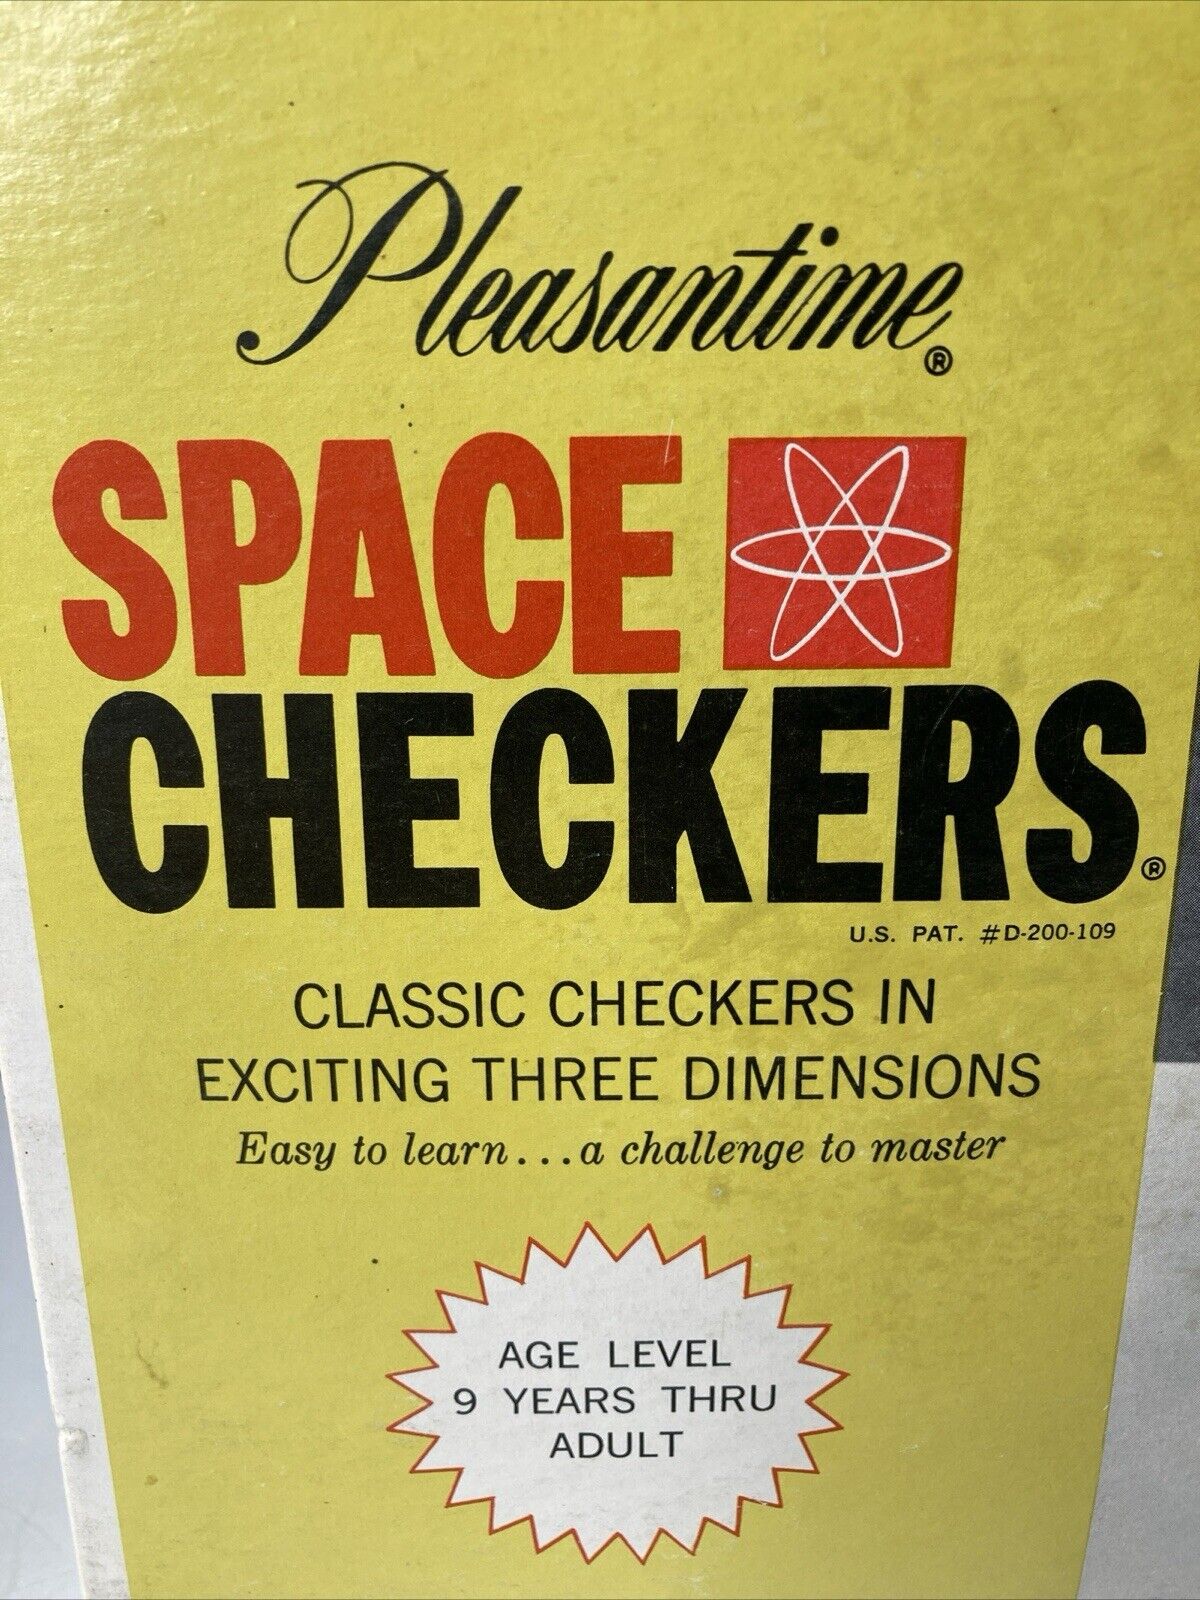 Pleasantime®
SPACE
CHECKERS®
U.S. PAT. #D-200-109
CLASSIC CHECKERS IN
EXCITING THREE DIMENSIONS
Easy to learn...a challenge to master
AGE LEVEL
9 YEARS THRU
ADULT